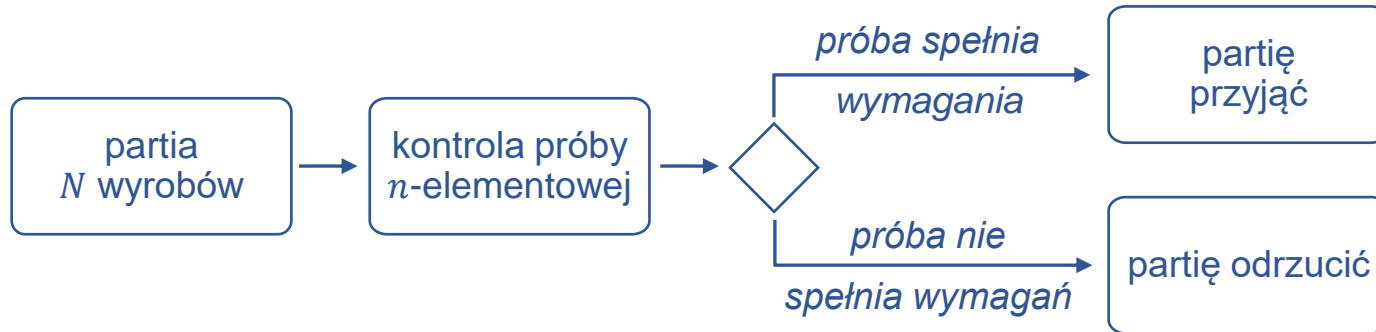 partia
N wyrobów
kontrola próby
n-elementowej
próba spełnia
wymagania
partię
przyjąć
próba nie
spełnia wymagań
partię odrzucić